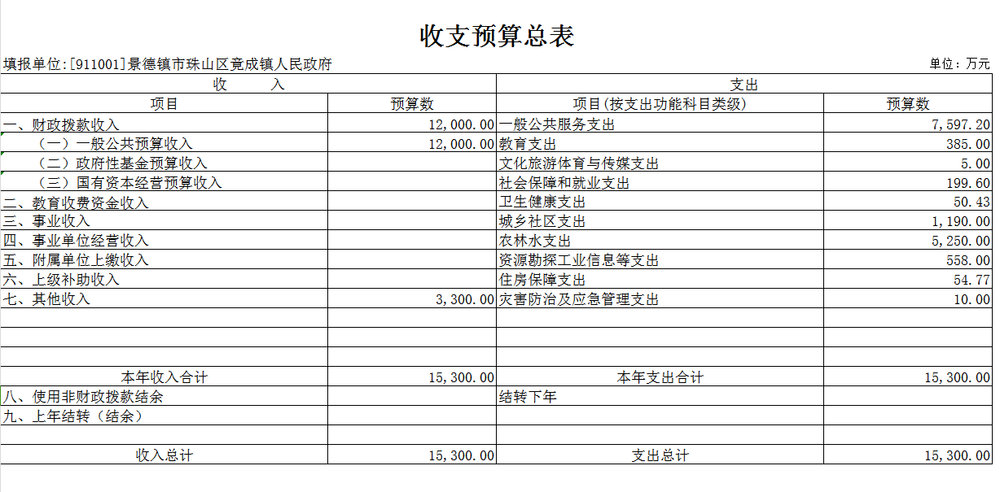 收支预算总表
填报单位:[911001]景德镇市珠山区竟成镇人民政府 单位：万元
收 入 支出
项目 预算数 项目(按支出功能科目类级) 预算数
一、财政拨款收入 12,000.00 一般公共服务支出 7,597.20
（一）一般公共预算收入 12,000.00 教育支出 385.00
（二）政府性基金预算收入 文化旅游体育与传媒支出 5.00
（三）国有资本经营预算收入 社会保障和就业支出 199.60
二、教育收费资金收入 卫生健康支出 50.43
三、事业收入 城乡社区支出 1,190.00
四、事业单位经营收入 农林水支出 5,250.00
五、附属单位上缴收入 资源勘探工业信息等支出 558.00
六、上级补助收入 住房保障支出 54.77
七、其他收入 3,300.00 灾害防治及应急管理支出 10.00
本年收入合计 15,300.00 本年支出合计 15,300.00
八、使用非财政拨款结余 结转下年
九、上年结转（结余）
收入总计 15,300.00 支出总计 15,300.00